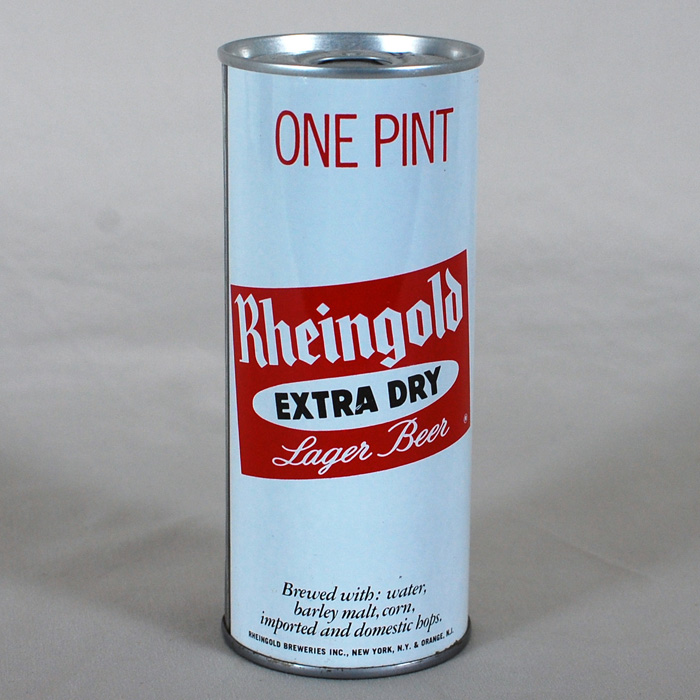 ONE PINT
Rheingold
EXTRA DRY
Lager Beer
®
Brewed with: water,
barley malt, corn,
imported and domestic hops.
RHEINGOLD BREWERIES INC., NEW YORK, N.Y. & ORANGE, N.J.